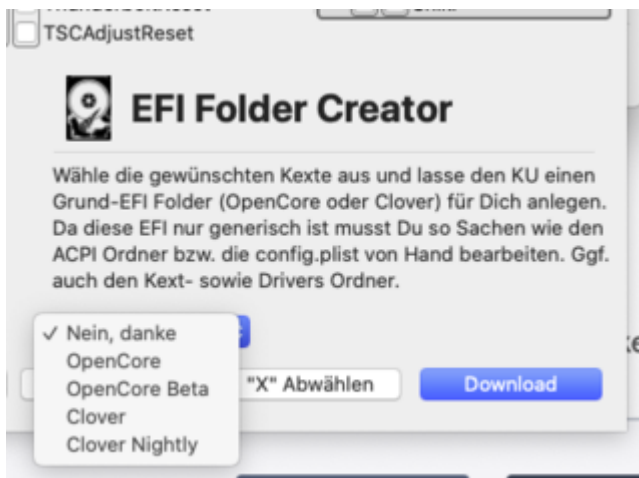 TSCAdjustReset
EFI Folder Creator
Wähle die gewünschten Kexte aus und lasse den KU einen
Grund-EFI Folder (OpenCore oder Clover) für Dich anlegen.
Da diese EFI nur generisch ist musst Du so Sachen wie den
ACPI Ordner bzw. die config.plist von Hand bearbeiten. Ggf.
auch den Kext- sowie Drivers Ordner.
✓ Nein, danke
OpenCore
OpenCore Beta
Clover
Clover Nightly
"X" Abwählen
Download